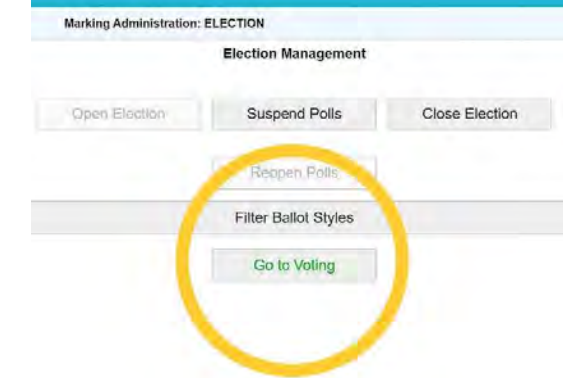 Marking Administration: ELECTION
Election Management
Open Election Suspend Polls Close Election
Reopen Polls
Filter Ballot Styles
Go to Voting